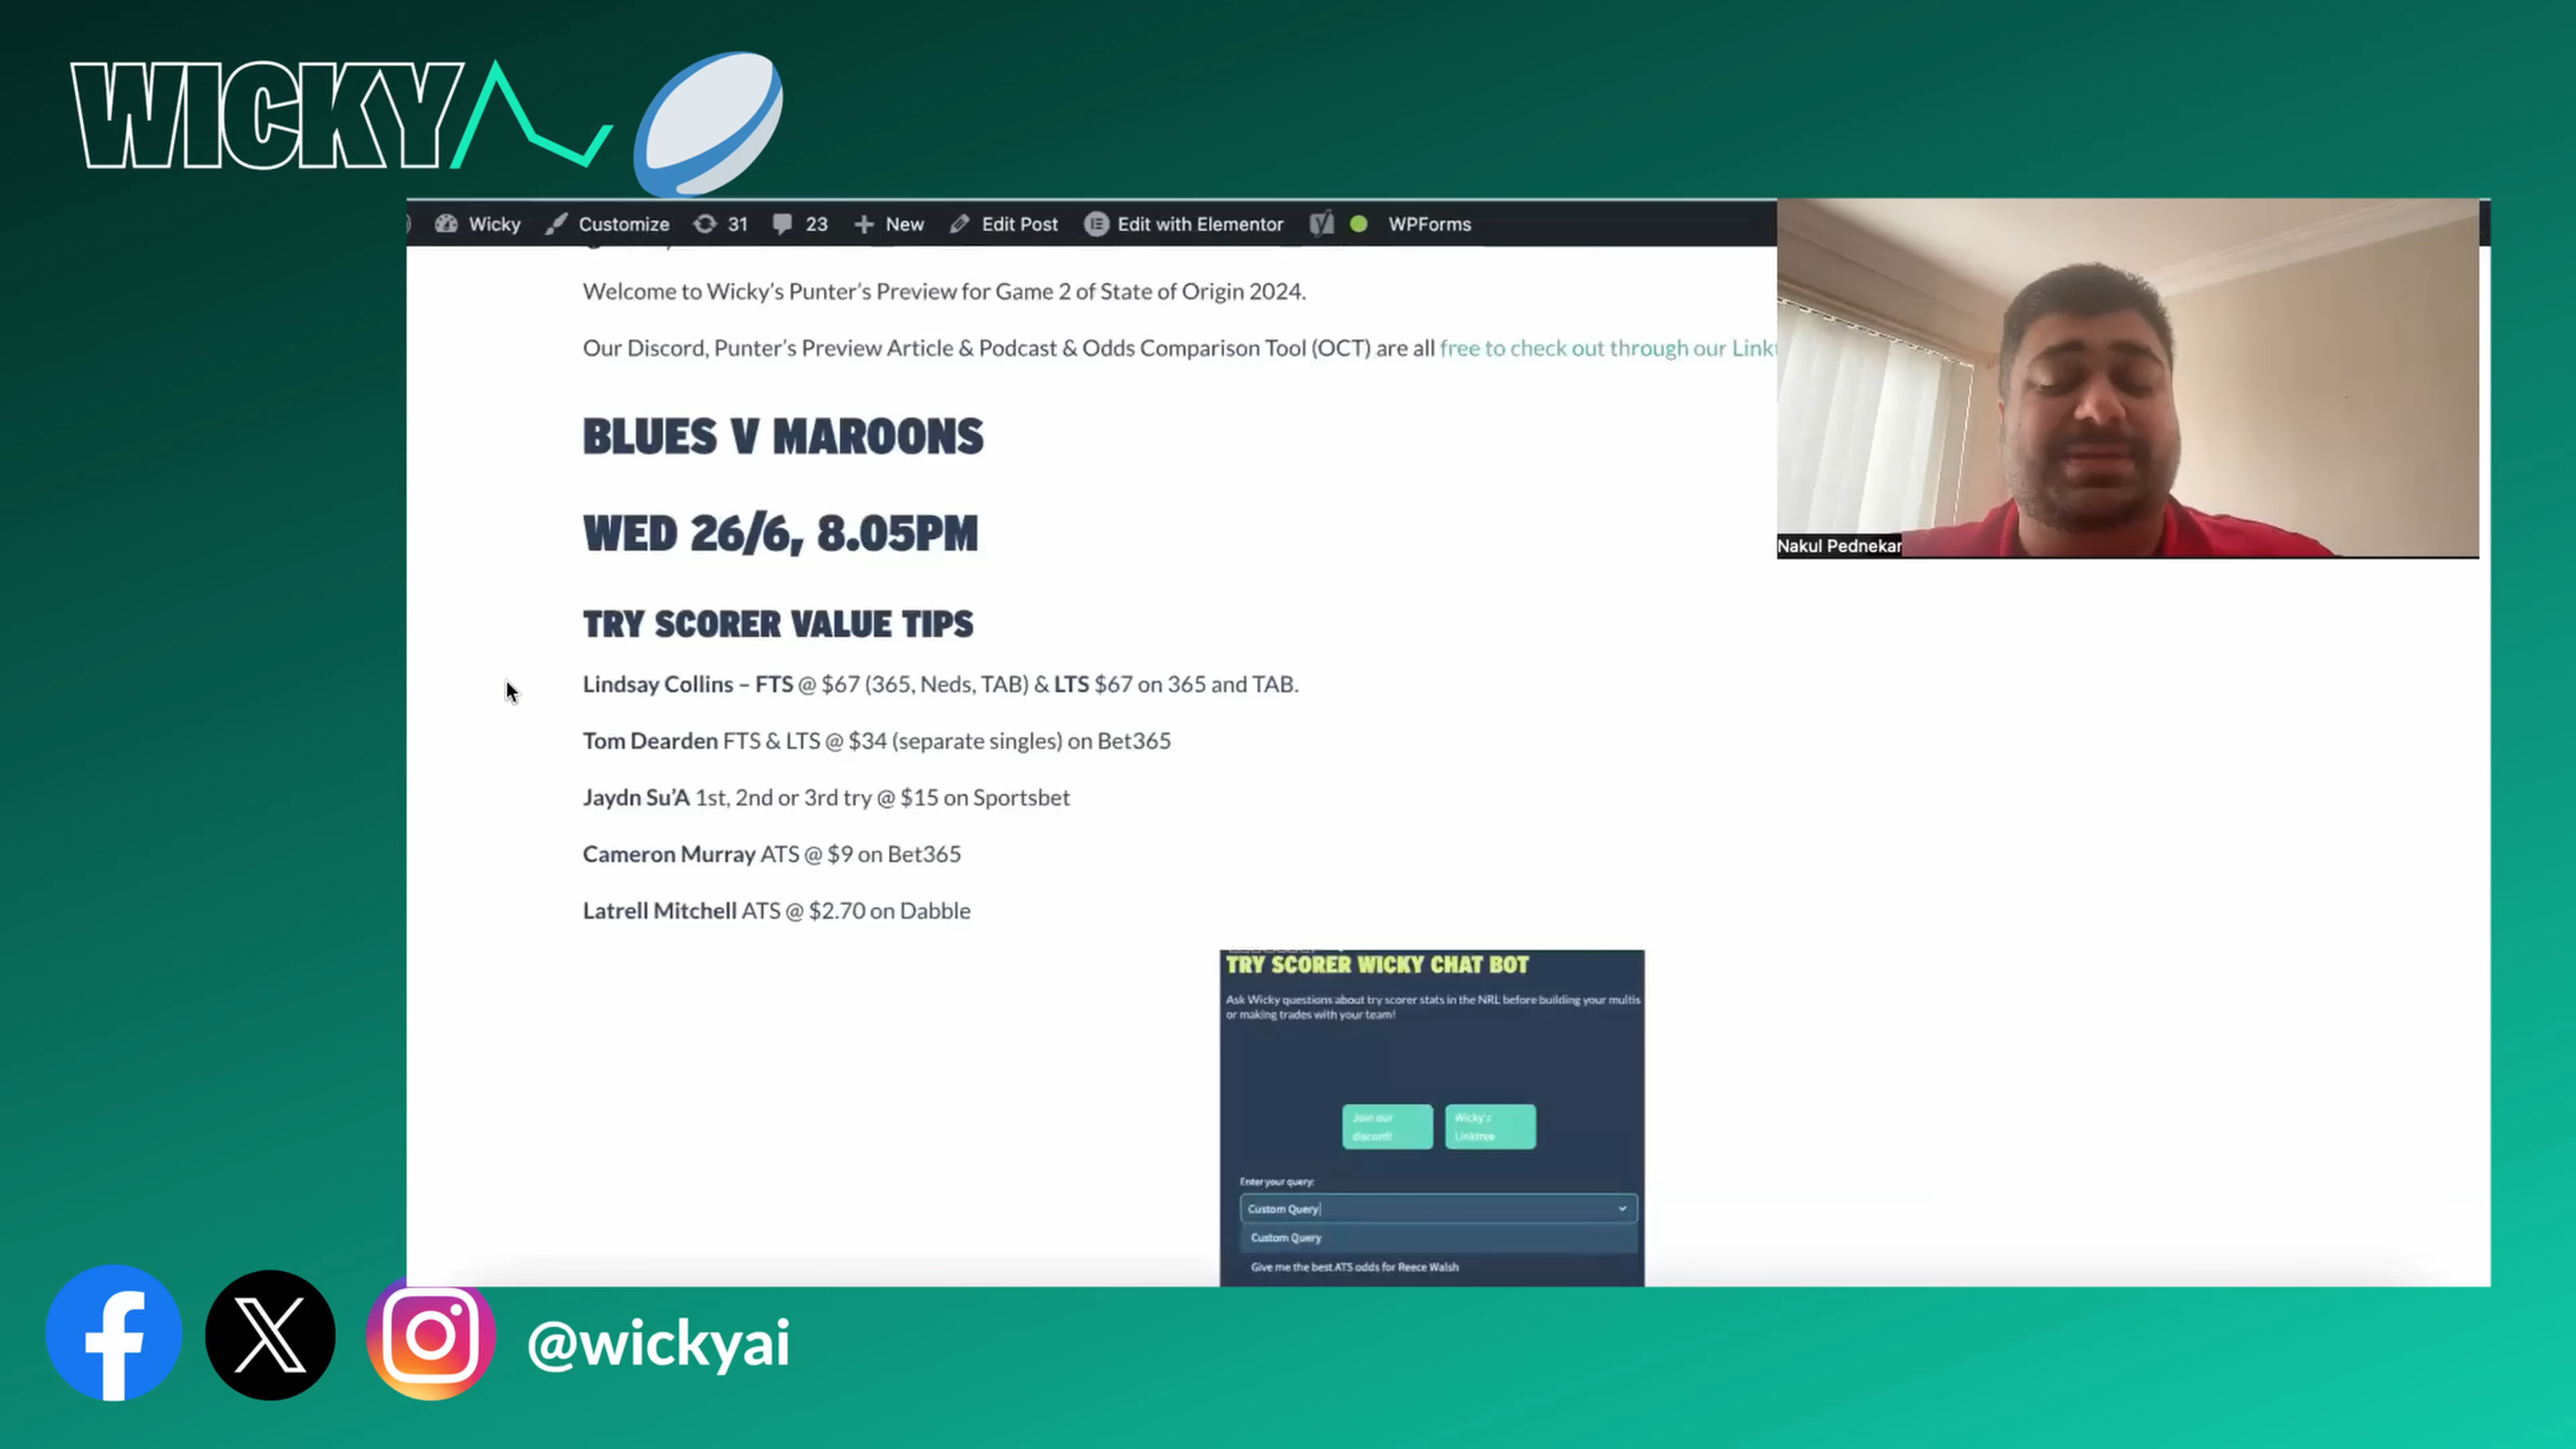 WICKY
Wicky Customize 31 23 New Edit Post Edit with Elementor WPForms
Welcome to Wicky's Punter's Preview for Game 2 of State of Origin 2024.
Our Discord, Punter's Preview Article & Podcast & Odds Comparison Tool (OCT) are all free to check out through our Linkt
Nakul Pednekar
BLUES V MAROONS
WED 26/6, 8.05PM
TRY SCORER VALUE TIPS
Lindsay Collins – FTS @ $67 (365, Neds, TAB) & LTS $67 on 365 and TAB.
Tom Dearden FTS & LTS @ $34 (separate singles) on Bet365
Jaydn Su'A 1st, 2nd or 3rd try @ $15 on Sportsbet
Cameron Murray ATS @ $9 on Bet365
Latrell Mitchell ATS @ $2.70 on Dabble
TRY SCORER WICKY CHAT BOT
Ask Wicky questions about try scorer stats in the NRL before building your multis
or making trades with your team!
Join our
discord!
Wicky's
Linktree
Enter your query:
Custom Query
Custom Query
Give me the best ATS odds for Reece Walsh
@wickyai